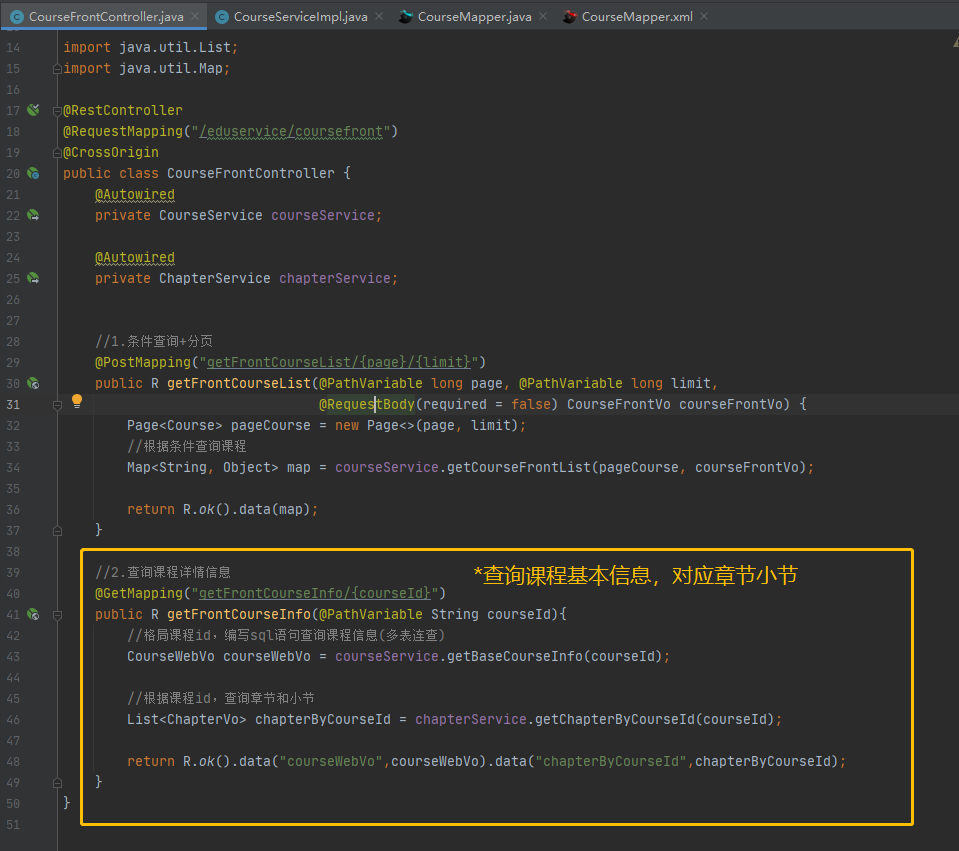 CourseFrontController.java CourseServiceImpl.java CourseMapper.java CourseMapper.xml
14 import java.util.List;
15 import java.util.Map;
16
17 @RestController
18 @RequestMapping("/eduservice/coursefront")
19 @CrossOrigin
20 public class CourseFrontController {
21 @Autowired
22 private CourseService courseService;
23
24 @Autowired
25 private ChapterService chapterService;
26
27
28 //1.条件查询+分页
29 @PostMapping("getFrontCourseList/{page}/{limit}")
30 public R getFrontCourseList(@PathVariable long page, @PathVariable long limit,
31 @RequestBody(required = false) CourseFrontVo courseFrontVo) {
32 Page<Course> pageCourse = new Page<>(page, limit);
33 //根据条件查询课程
34 Map<String, Object> map = courseService.getCourseFrontList(pageCourse, courseFrontVo);
35
36 return R.ok().data(map);
37 }
38
39 //2.查询课程详情信息 *查询课程基本信息，对应章节小节
40 @GetMapping("getFrontCourseInfo/{courseId}")
41 public R getFrontCourseInfo(@PathVariable String courseId){
42 //格局课程id，编写sql语句查询课程信息(多表连查)
43 CourseWebVo courseWebVo = courseService.getBaseCourseInfo(courseId);
44
45 //根据课程id，查询章节和小节
46 List<ChapterVo> chapterByCourseId = chapterService.getChapterByCourseId(courseId);
47
48 return R.ok().data("courseWebVo",courseWebVo).data("chapterByCourseId",chapterByCourseId);
49 }
50 }
51